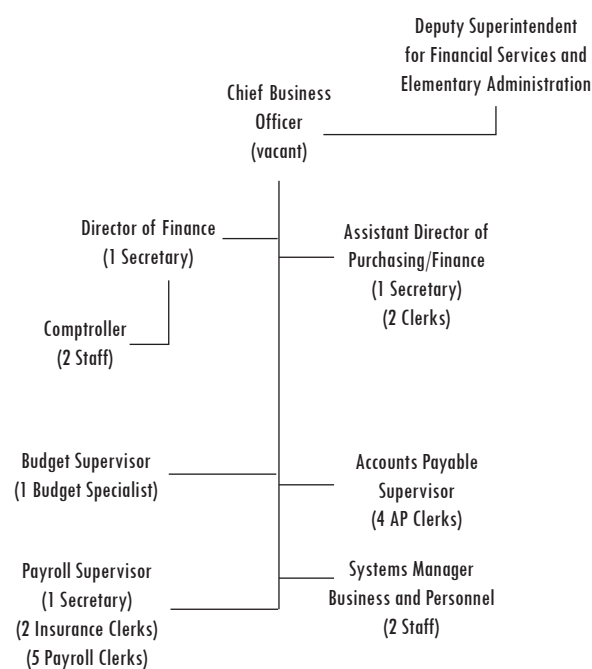 Deputy Superintendent
for Financial Services and
Elementary Administration
Chief Business
Officer
(vacant)
Director of Finance
(1 Secretary)
Assistant Director of
Purchasing/Finance
(1 Secretary)
(2 Clerks)
Comptroller
(2 Staff)
Budget Supervisor
(1 Budget Specialist)
Accounts Payable
Supervisor
(4 AP Clerks)
Payroll Supervisor
(1 Secretary)
(2 Insurance Clerks)
(5 Payroll Clerks)
Systems Manager
Business and Personnel
(2 Staff)